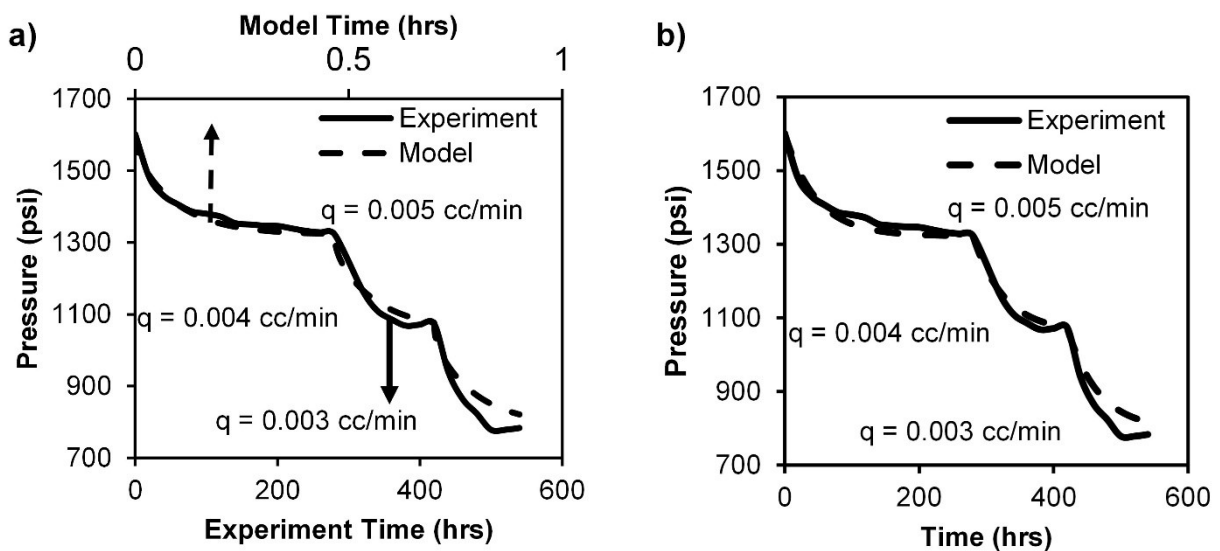 a)
Model Time (hrs)
0 0.5 1
1700
1500
1300
1100
900
700
Pressure (psi)
Experiment
Model
q = 0.005 cc/min
q = 0.004 cc/min
q = 0.003 cc/min
0 200 400 600
Experiment Time (hrs)
b)
1700
1500
1300
1100
900
700
Pressure (psi)
Experiment
Model
q = 0.005 cc/min
q = 0.004 cc/min
q = 0.003 cc/min
0 200 400 600
Time (hrs)